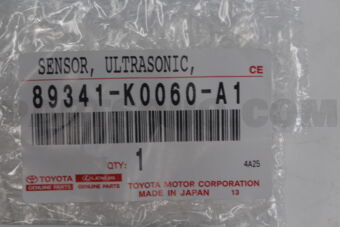 SENSOR, ULTRASONIC,
CE
89341-K0060-A1
QTY: 1
4A25
TOYOTA LEXUS
GENUINE PARTS GENUINE PARTS
TOYOTA MOTOR CORPORATION
MADE IN JAPAN 13